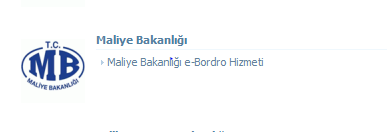 T.C.
MB
MALİYE BAKANLIĞI
Maliye Bakanlığı
› Maliye Bakanlığı e-Bordro Hizmeti